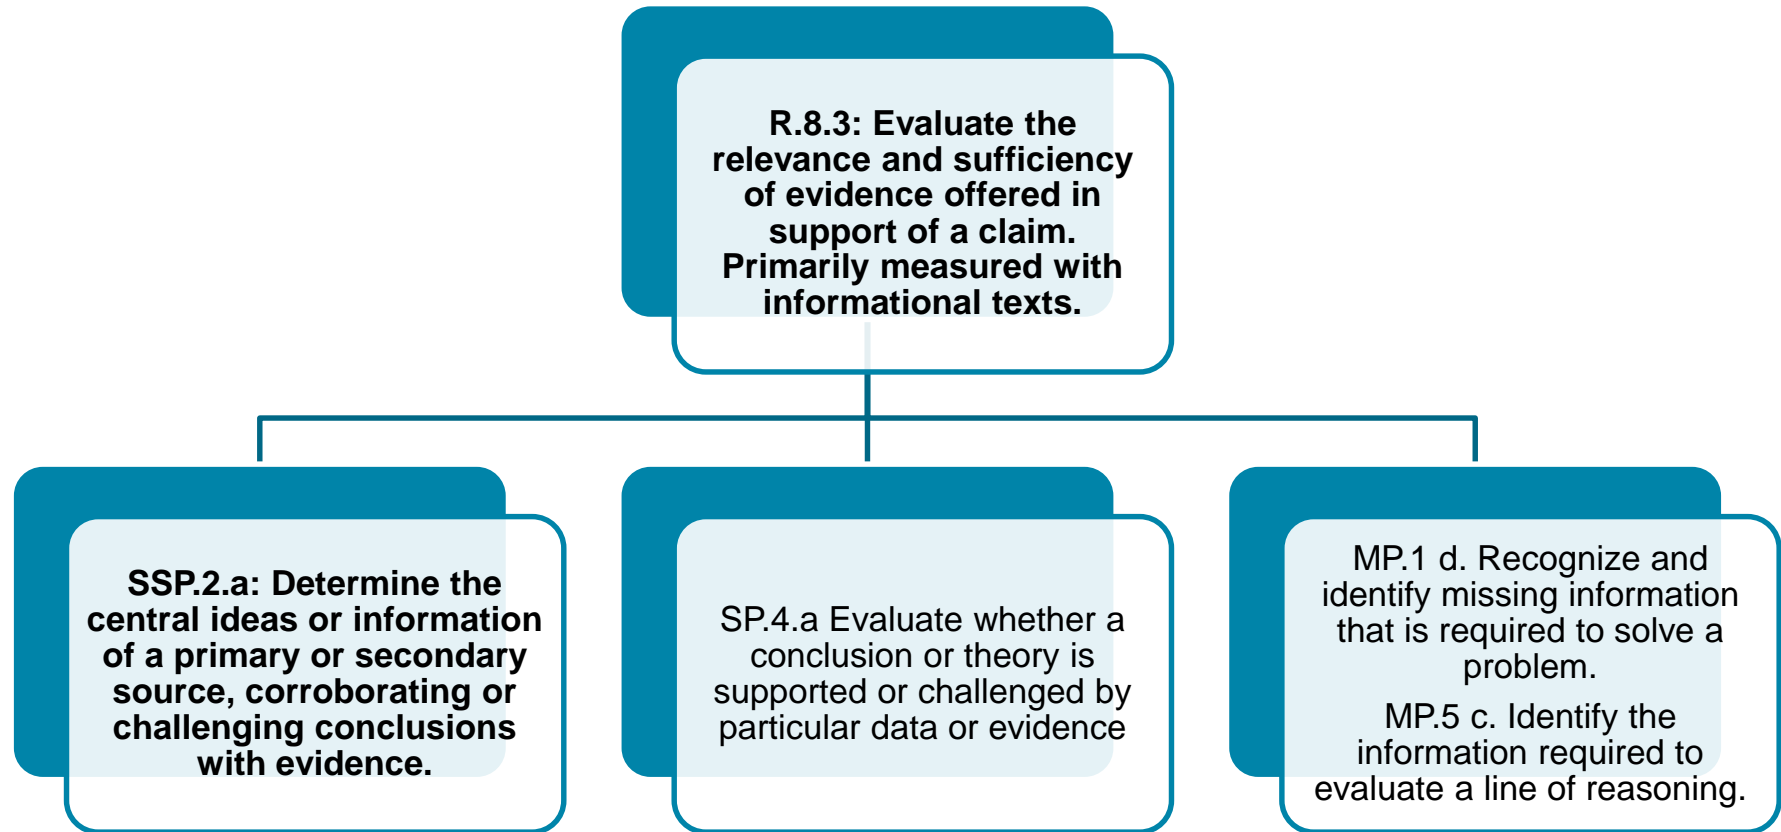 R.8.3: Evaluate the
relevance and sufficiency
of evidence offered in
support of a claim.
Primarily measured with
informational texts.
SSP.2.a: Determine the
central ideas or information
of a primary or secondary
source, corroborating or
challenging conclusions
with evidence.
SP.4.a Evaluate whether a
conclusion or theory is
supported or challenged by
particular data or evidence
MP.1 d. Recognize and
identify missing information
that is required to solve a
problem.
MP.5 c. Identify the
information required to
evaluate a line of reasoning.